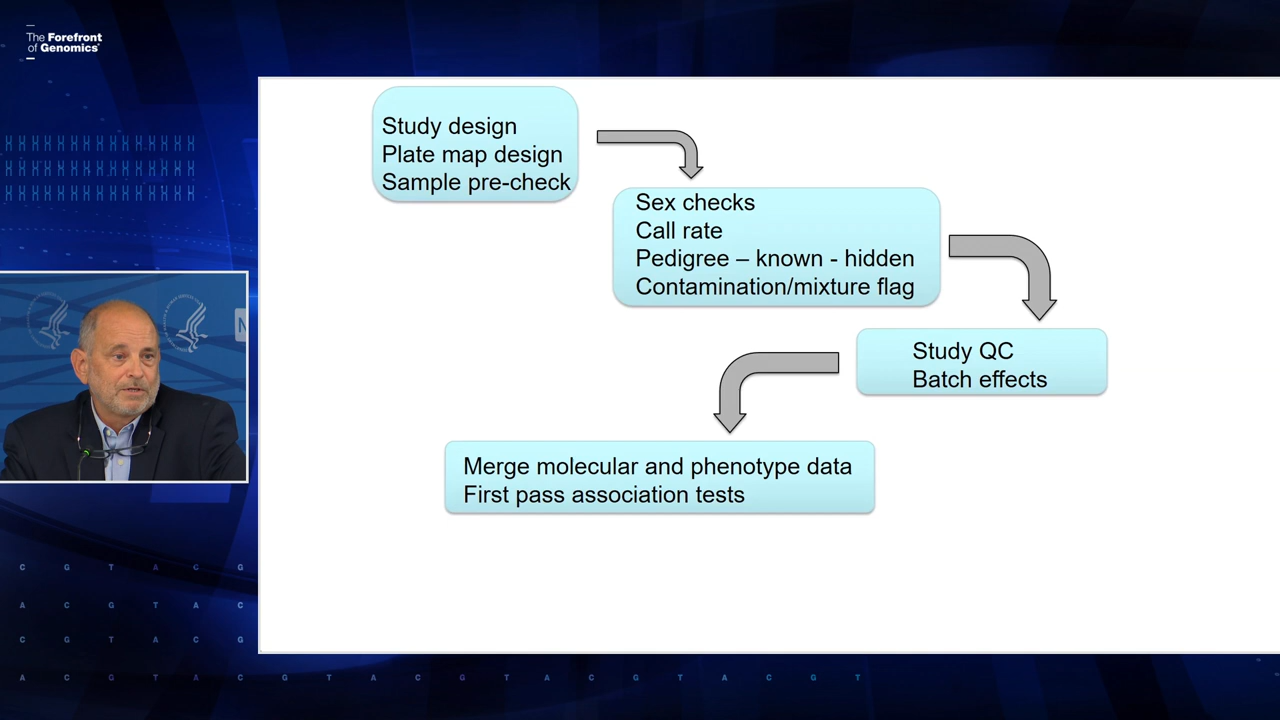 The Forefront
of Genomics
Study design
Plate map design
Sample pre-check
Sex checks
Call rate
Pedigree – known - hidden
Contamination/mixture flag
Study QC
Batch effects
Merge molecular and phenotype data
First pass association tests
N
C G T A C G
A C G T A C
C G T A C G
A C G T A C G T A C G T A C G T A C G T